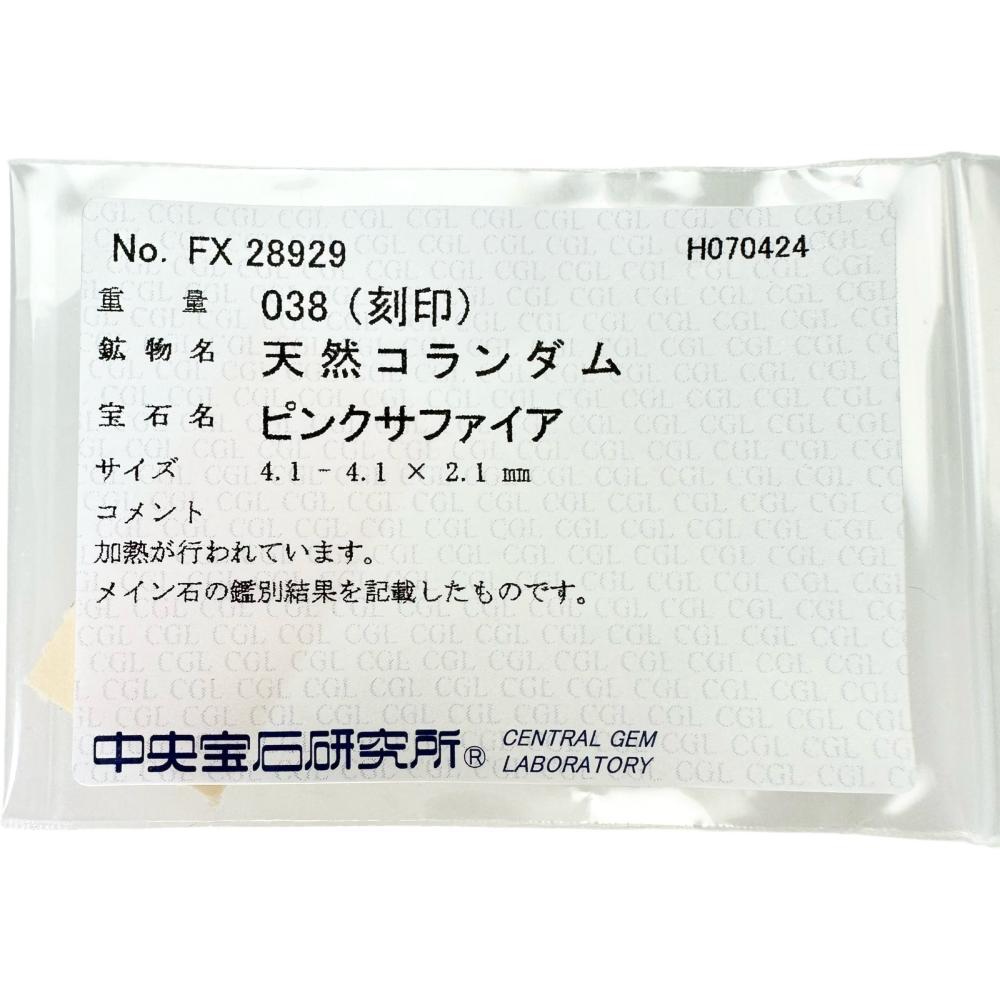 No. FX 28929 H070424
重量 038 (刻印)
鉱物名 天然コランダム
宝石名 ピンクサファイア
サイズ 4.1 - 4.1 × 2.1 mm
コメント
加熱が行われています。
メイン石の鑑別結果を記載したものです。
中央宝石研究所® CENTRAL GEM
LABORATORY